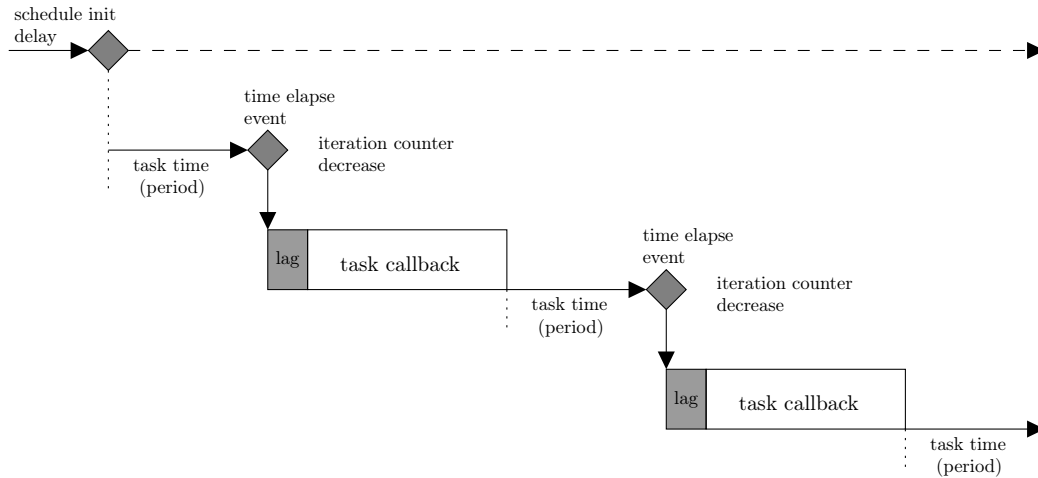 schedule init
delay
time elapse
event
iteration counter
decrease
task time
(period)
lag
task callback
time elapse
event
iteration counter
decrease
task time
(period)
lag
task callback
task time
(period)